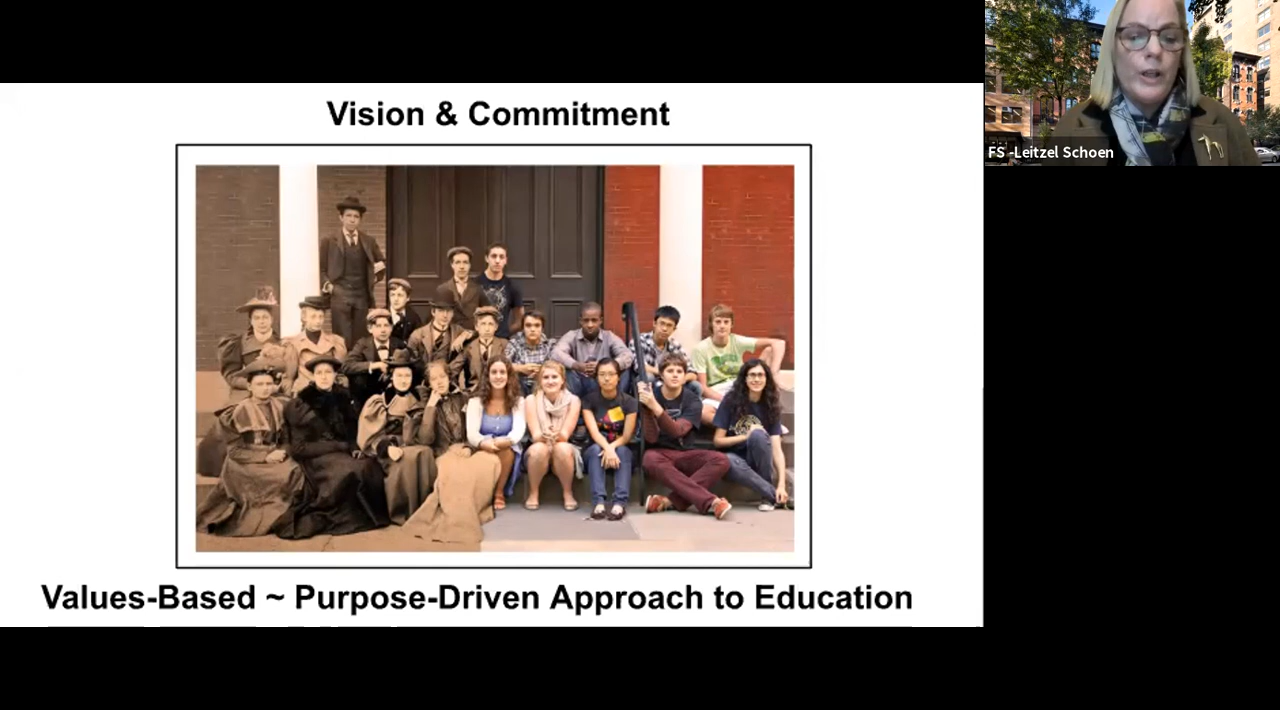 Vision & Commitment
FS -Leitzel Schoen
Values-Based ~ Purpose-Driven Approach to Education